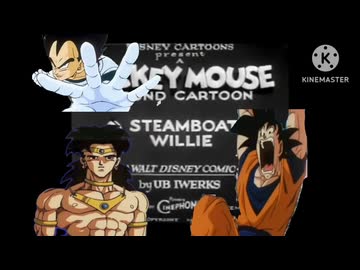 DISNEY CARTOONS
present
A
KEY MOUSE
ND CARTOON
STEAMBOAT
WILLIE
WALT DISNEY COMIC
by UB IWERKS
KINEMASTER